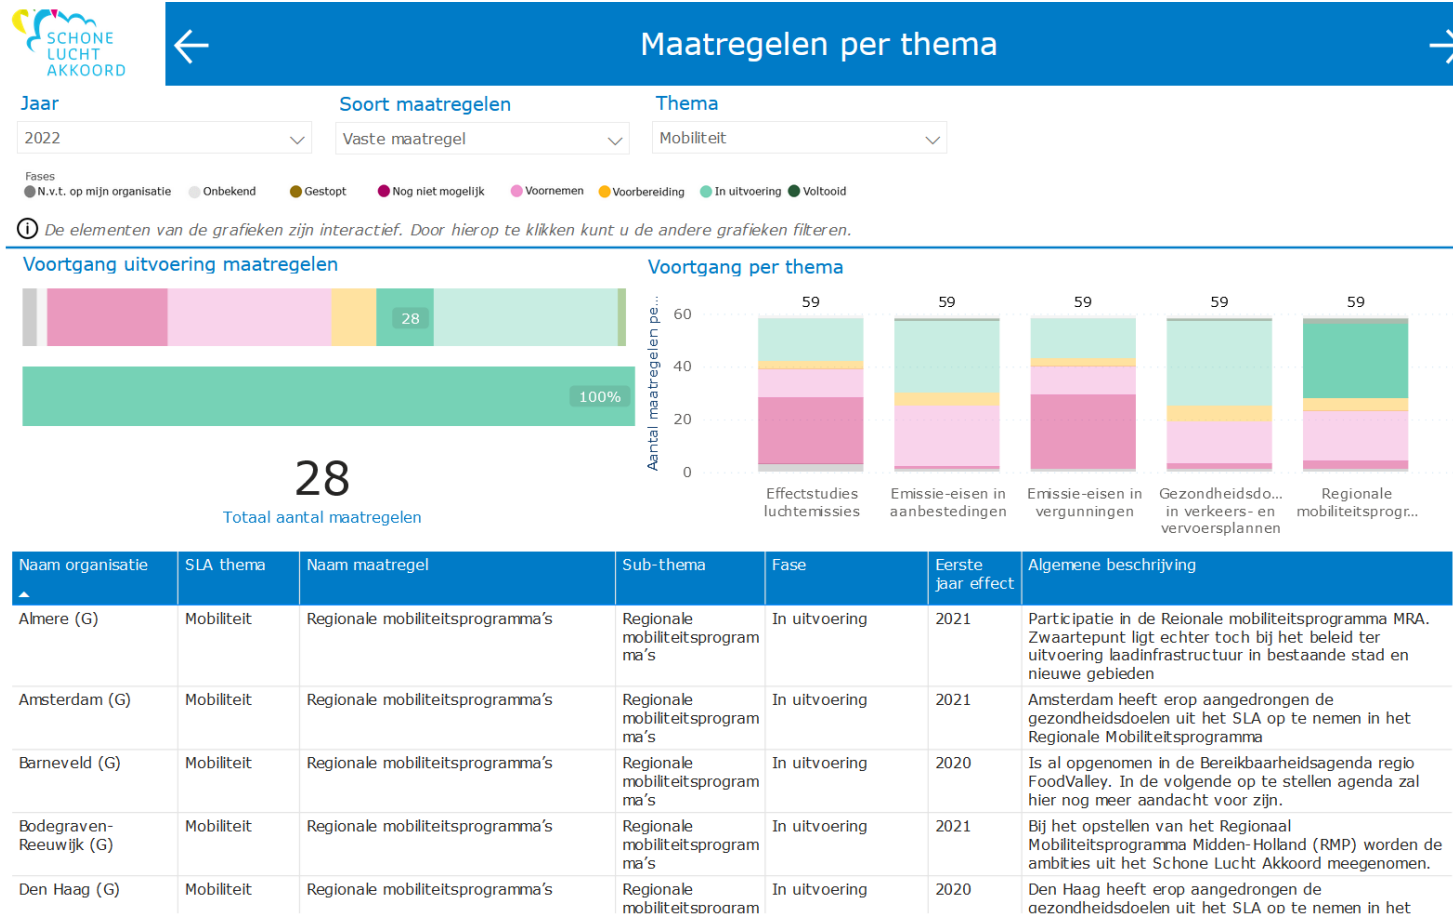 SCHONE
LUCHT
AKKOORD
Maatregelen per thema
Jaar
Soort maatregelen
Thema
2022
Vaste maatregel
Mobiliteit
Fases
N.v.t. op mijn organisatie
Onbekend
Gestopt
Nog niet mogelijk
Voornemen
Voorbereiding
In uitvoering
Voltooid
De elementen van de grafieken zijn interactief. Door hierop te klikken kunt u de andere grafieken filteren.
Voortgang uitvoering maatregelen
28
100%
28
Totaal aantal maatregelen
Voortgang per thema
Aantal maatregelen pe...
60
40
20
0
59
59
59
59
59
Effectstudies
luchtemissies
Emissie-eisen in
aanbestedingen
Emissie-eisen in
vergunningen
Gezondheidsdo...
in verkeers- en
vervoersplannen
Regionale
mobiliteitsprogr...
Naam organisatie
SLA thema
Naam maatregel
Sub-thema
Fase
Eerste
jaar effect
Algemene beschrijving
Almere (G)
Mobiliteit
Regionale mobiliteitsprogramma’s
Regionale
mobiliteitsprogram
ma’s
In uitvoering
2021
Participatie in de Reionale mobiliteitsprogramma MRA.
Zwaartepunt ligt echter toch bij het beleid ter
uitvoering laadinfrastructuur in bestaande stad en
nieuwe gebieden
Amsterdam (G)
Mobiliteit
Regionale mobiliteitsprogramma’s
Regionale
mobiliteitsprogram
ma’s
In uitvoering
2021
Amsterdam heeft erop aangedrongen de
gezondheidsdoelen uit het SLA op te nemen in het
Regionale Mobiliteitsprogramma
Barneveld (G)
Mobiliteit
Regionale mobiliteitsprogramma’s
Regionale
mobiliteitsprogram
ma’s
In uitvoering
2020
Is al opgenomen in de Bereikbaarheidsagenda regio
FoodValley. In de volgende op te stellen agenda zal
hier nog meer aandacht voor zijn.
Bodegraven-
Reeuwijk (G)
Mobiliteit
Regionale mobiliteitsprogramma’s
Regionale
mobiliteitsprogram
ma’s
In uitvoering
2021
Bij het opstellen van het Regionaal
Mobiliteitsprogramma Midden-Holland (RMP) worden de
ambities uit het Schone Lucht Akkoord meegenomen.
Den Haag (G)
Mobiliteit
Regionale mobiliteitsprogramma’s
Regionale
mobiliteitsprogram
In uitvoering
2020
Den Haag heeft erop aangedrongen de
gezondheidsdoelen uit het SLA op te nemen in het